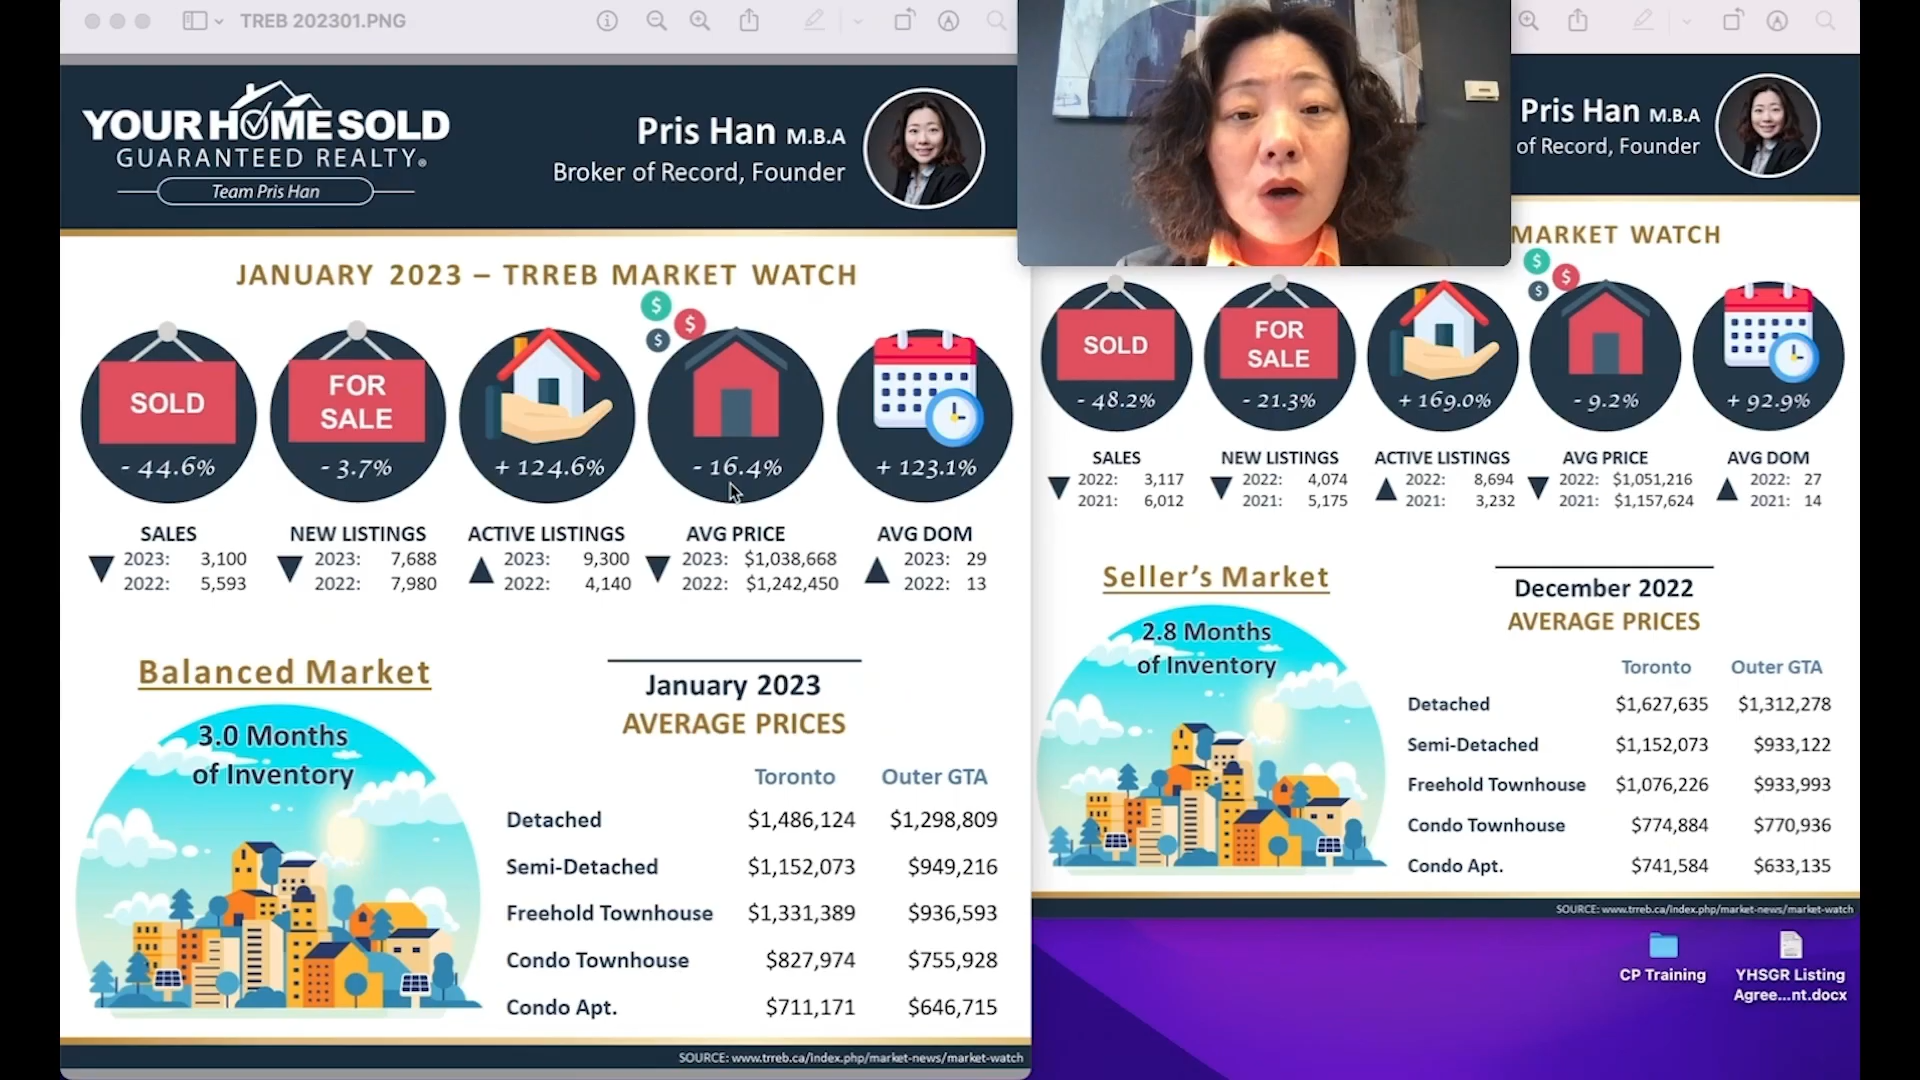 TREB 202301.PNG
YOUR HOME SOLD
GUARANTEED REALTY®
Team Pris Han
Pris Han M.B.A
Broker of Record, Founder
JANUARY 2023 – TRREB MARKET WATCH
$
$
$
SOLD
- 44.6%
FOR
SALE
- 3.7%
+ 124.6%
- 16.4%
+ 123.1%
SALES
2023: 3,100
2022: 5,593
NEW LISTINGS
2023: 7,688
2022: 7,980
ACTIVE LISTINGS
2023: 9,300
2022: 4,140
AVG PRICE
2023: $1,038,668
2022: $1,242,450
AVG DOM
2023: 29
2022: 13
Balanced Market
3.0 Months
of Inventory
January 2023
AVERAGE PRICES
Toronto Outer GTA
Detached $1,486,124 $1,298,809
Semi-Detached $1,152,073 $949,216
Freehold Townhouse $1,331,389 $936,593
Condo Townhouse $827,974 $755,928
Condo Apt. $711,171 $646,715
SOURCE: www.trreb.ca/index.php/market-news/market-watch
Pris Han M.B.A
of Record, Founder
MARKET WATCH
$
$
$
SOLD
- 48.2%
FOR
SALE
- 21.3%
+ 169.0%
- 9.2%
+ 92.9%
SALES
2022: 3,117
2021: 6,012
NEW LISTINGS
2022: 4,074
2021: 5,175
ACTIVE LISTINGS
2022: 8,694
2021: 3,232
AVG PRICE
2022: $1,051,216
2021: $1,157,624
AVG DOM
2022: 27
2021: 14
Seller's Market
2.8 Months
of Inventory
December 2022
AVERAGE PRICES
Toronto Outer GTA
Detached $1,627,635 $1,312,278
Semi-Detached $1,152,073 $933,122
Freehold Townhouse $1,076,226 $933,993
Condo Townhouse $774,884 $770,936
Condo Apt. $741,584 $633,135
SOURCE: www.trreb.ca/index.php/market-news/market-watch
CP Training
YHSGR Listing
Agree...nt.docx